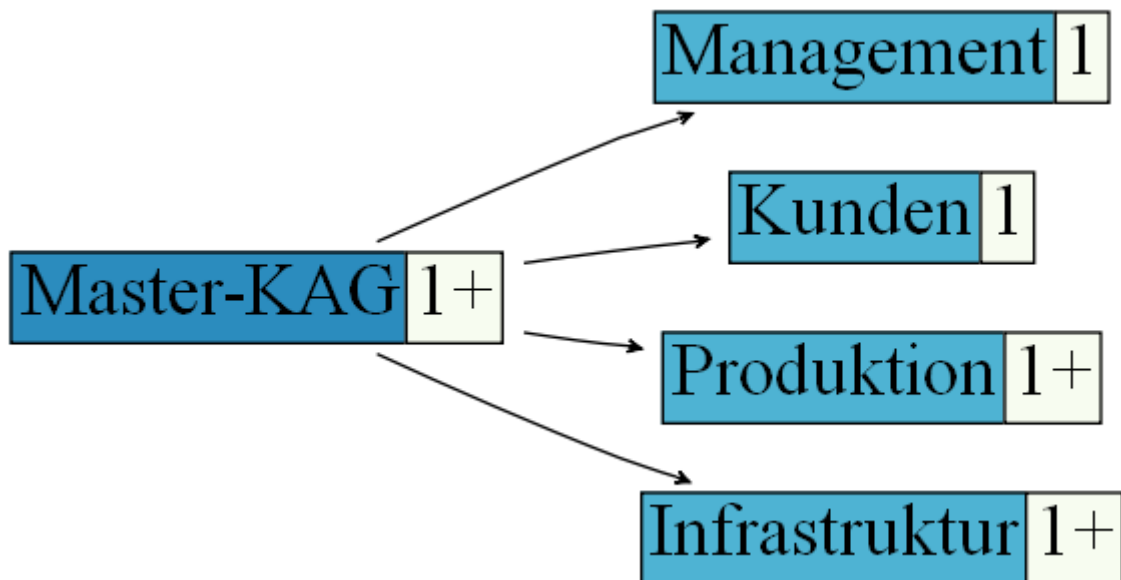 Management 1
Kunden 1
Master-KAG 1+
Produktion 1+
Infrastruktur 1+